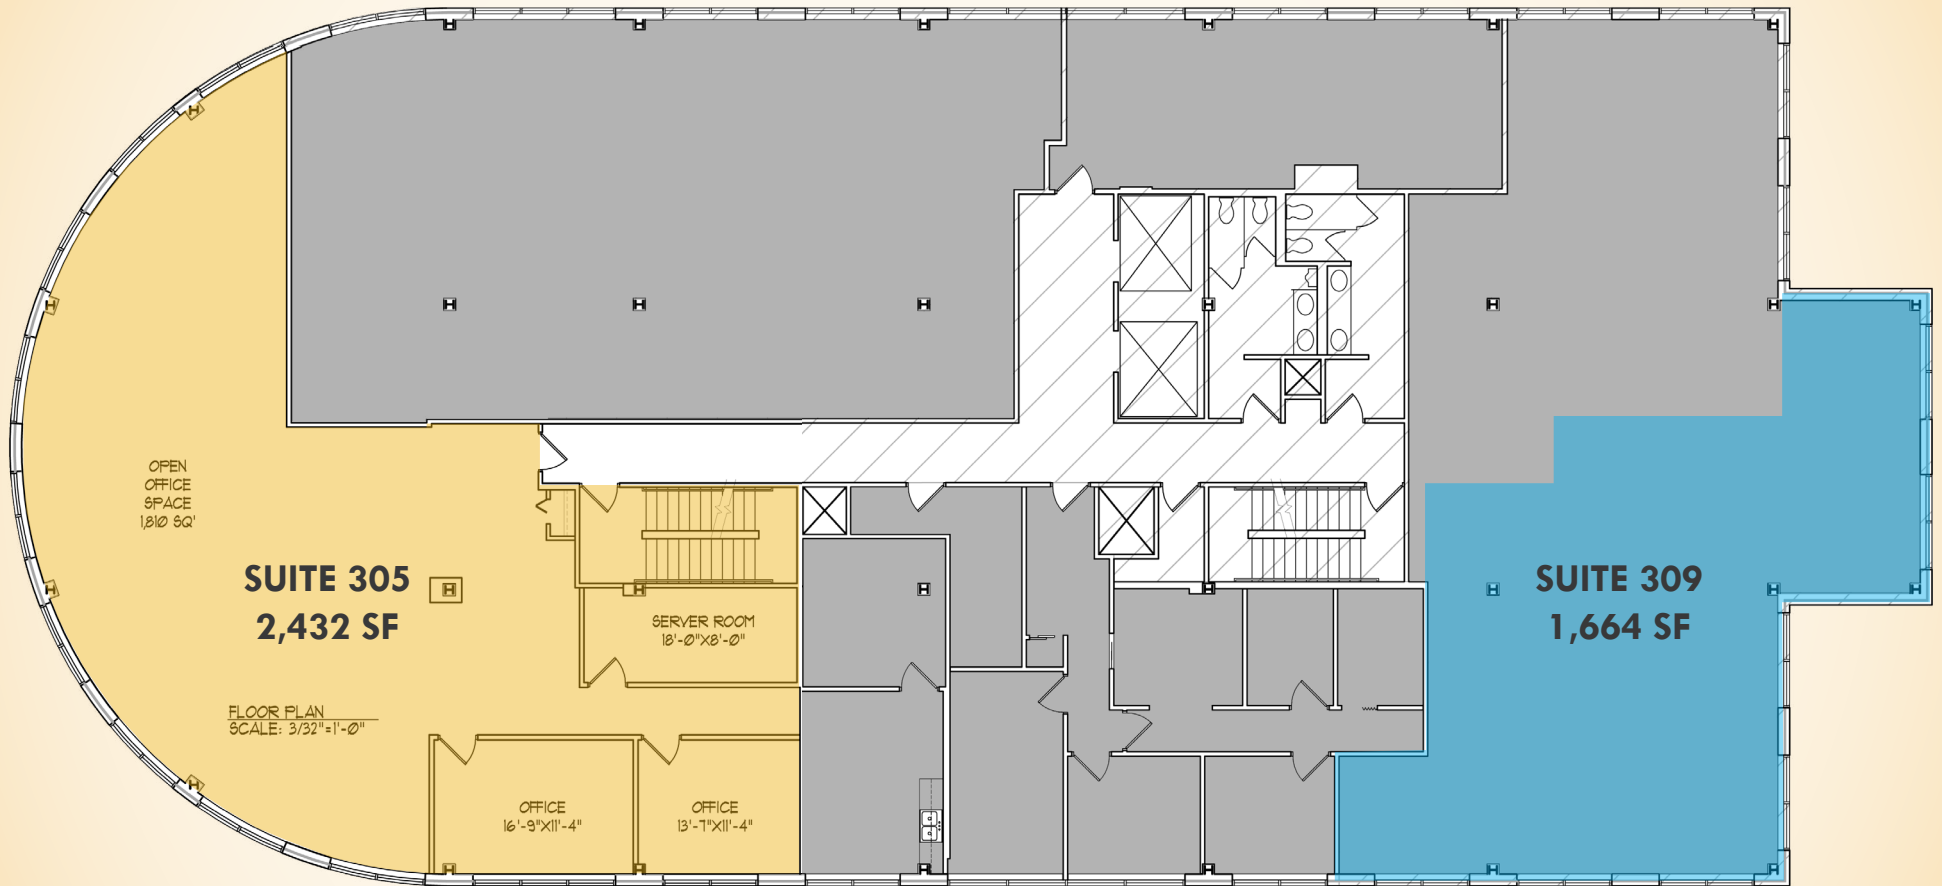 OPEN
OFFICE
SPACE
1,810 SQ'
SUITE 305
2,432 SF
SERVER ROOM
18'-0"X8'-0"
FLOOR PLAN
SCALE: 3/32"=1'-0"
OFFICE
16'-9"X11'-4"
OFFICE
13'-7"X11'-4"
SUITE 309
1,664 SF